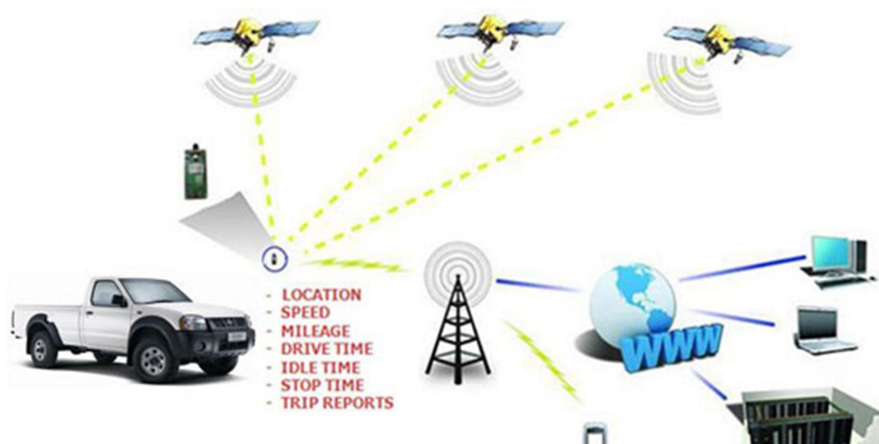 - LOCATION
- SPEED
- MILEAGE
- DRIVE TIME
- IDLE TIME
- STOP TIME
- TRIP REPORTS
WWW